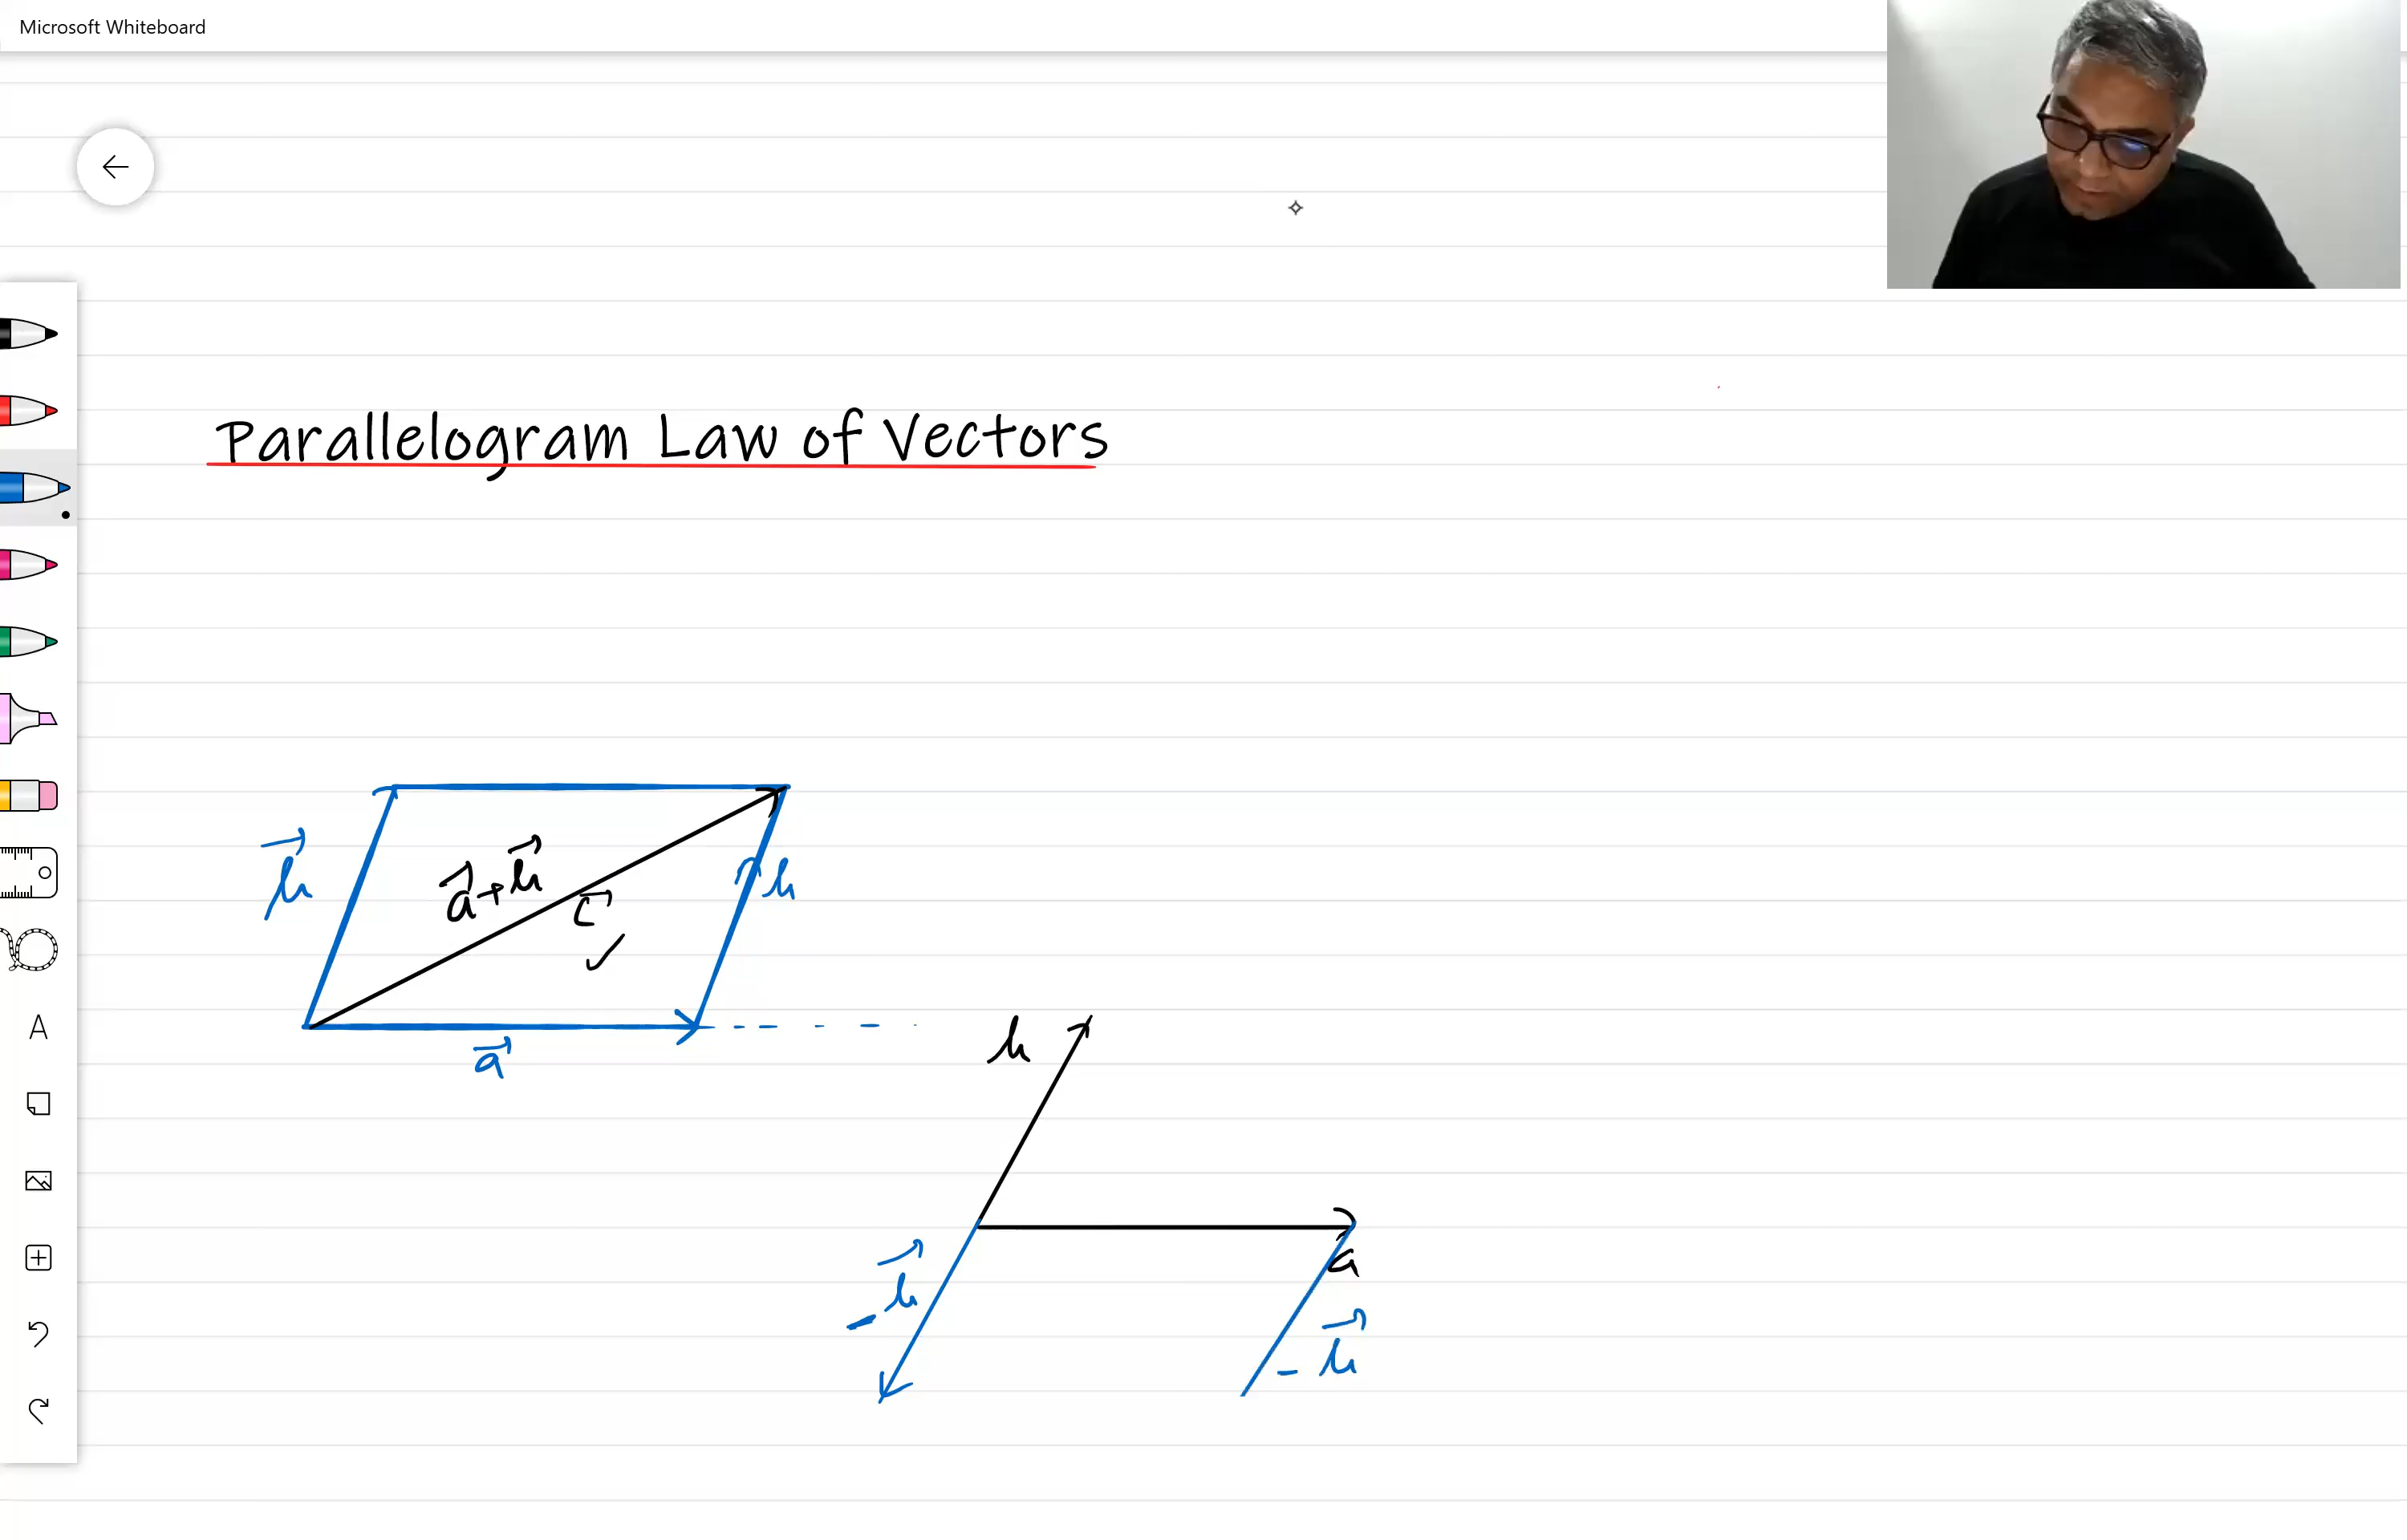 Microsoft Whiteboard
Parallelogram Law of Vectors
b⃗
a⃗+b⃗
c⃗
b
a⃗
b
a
-b⃗
-b⃗
A